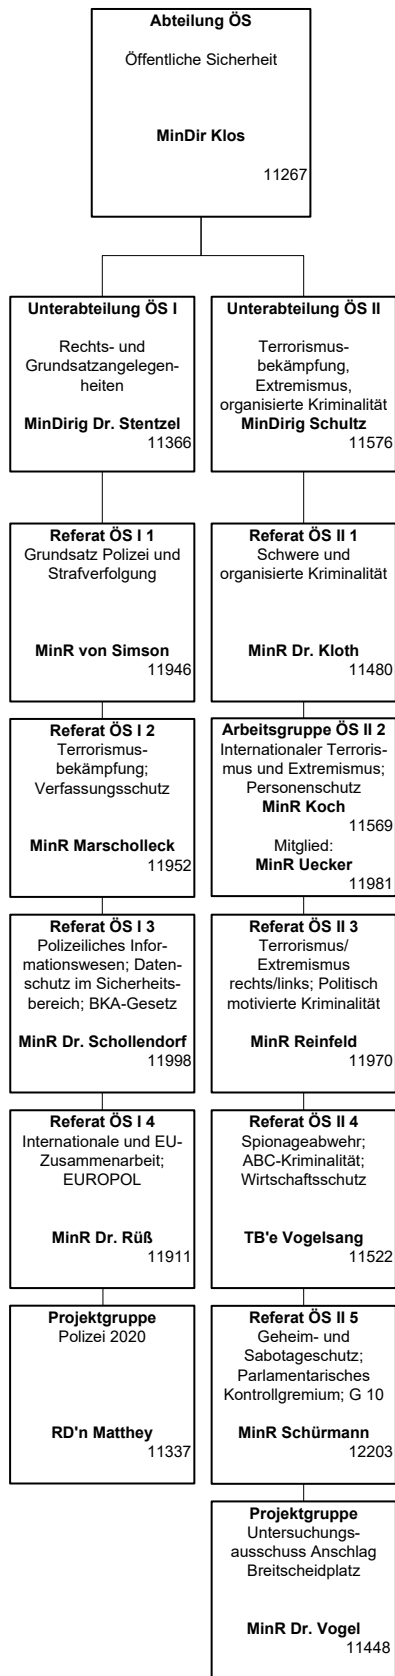 Abteilung ÖS
Öffentliche Sicherheit
MinDir Klos
11267
Unterabteilung ÖS I
Rechts- und
Grundsatzangelegen-
heiten
MinDirig Dr. Stentzel
11366
Referat ÖS I 1
Grundsatz Polizei und
Strafverfolgung
MinR von Simson
11946
Referat ÖS I 2
Terrorismus-
bekämpfung;
Verfassungsschutz
MinR Marscholleck
11952
Referat ÖS I 3
Polizeiliches Infor-
mationswesen; Daten-
schutz im Sicherheits-
bereich; BKA-Gesetz
MinR Dr. Schollendorf
11998
Referat ÖS I 4
Internationale und EU-
Zusammenarbeit;
EUROPOL
MinR Dr. Rüß
11911
Projektgruppe
Polizei 2020
RD'n Matthey
11337
Unterabteilung ÖS II
Terrorismus-
bekämpfung,
Extremismus,
organisierte Kriminalität
MinDirig Schultz
11576
Referat ÖS II 1
Schwere und
organisierte Kriminalität
MinR Dr. Kloth
11480
Arbeitsgruppe ÖS II 2
Internationaler Terroris-
mus und Extremismus;
Personenschutz
MinR Koch
11569
Mitglied:
MinR Uecker
11981
Referat ÖS II 3
Terrorismus/
Extremismus
rechts/links; Politisch
motivierte Kriminalität
MinR Reinfeld
11970
Referat ÖS II 4
Spionageabwehr;
ABC-Kriminalität;
Wirtschaftsschutz
TB'e Vogelsang
11522
Referat ÖS II 5
Geheim- und
Sabotageschutz;
Parlamentarisches
Kontrollgremium; G 10
MinR Schürmann
12203
Projektgruppe
Untersuchungs-
ausschuss Anschlag
Breitscheidplatz
MinR Dr. Vogel
11448